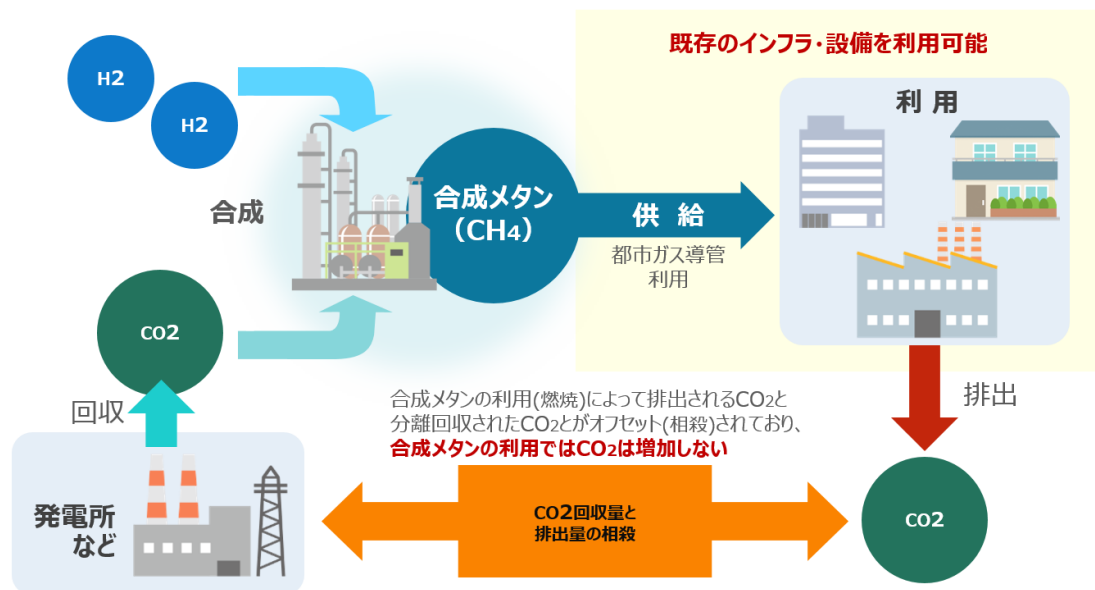 既存のインフラ・設備を利用可能
H2
H2
利 用
合成
合成メタン
（CH4）
供 給
都市ガス導管
利用
CO2
回収
排出
合成メタンの利用(燃焼)によって排出されるCO2と
分離回収されたCO2とがオフセット(相殺)されており、
合成メタンの利用ではCO2は増加しない
発電所
など
CO2回収量と
排出量の相殺
CO2